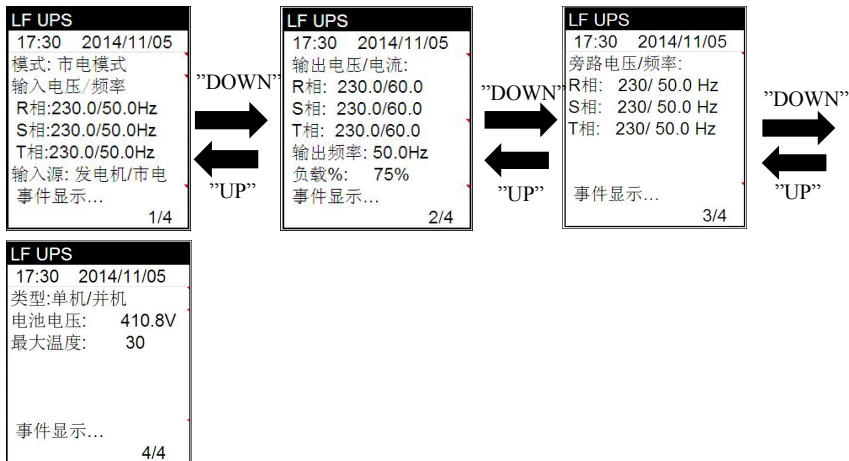 LF UPS
17:30 2014/11/05
模式: 市电模式
输入电压/频率
R相:230.0/50.0Hz
S相:230.0/50.0Hz
T相:230.0/50.0Hz
输入源: 发电机/市电
事件显示...
1/4
”DOWN”
”UP”
LF UPS
17:30 2014/11/05
输出电压/电流:
R相: 230.0/60.0
S相: 230.0/60.0
T相: 230.0/60.0
输出频率: 50.0Hz
负载%: 75%
事件显示...
2/4
”DOWN”
”UP”
LF UPS
17:30 2014/11/05
旁路电压/频率:
R相: 230/ 50.0 Hz
S相: 230/ 50.0 Hz
T相: 230/ 50.0 Hz
事件显示...
3/4
”DOWN”
”UP”
LF UPS
17:30 2014/11/05
类型:单机/并机
电池电压: 410.8V
最大温度: 30
事件显示...
4/4